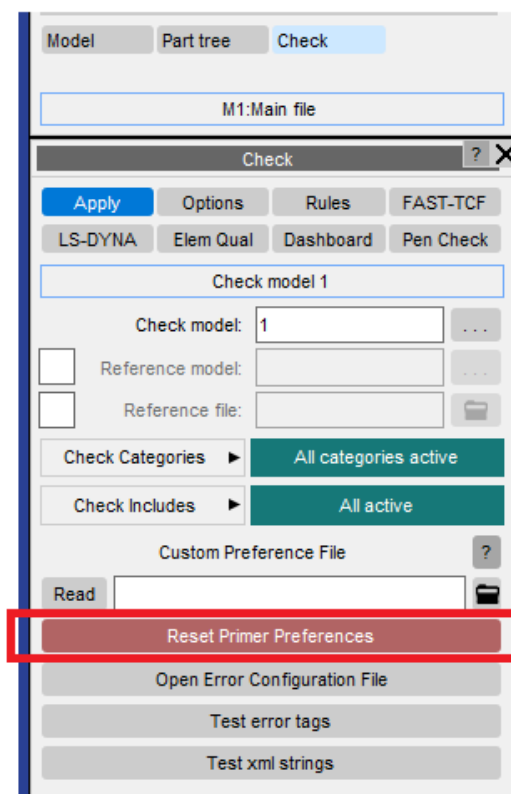 Model Part tree Check
M1:Main file
Check ? X
Apply Options Rules FAST-TCF
LS-DYNA Elem Qual Dashboard Pen Check
Check model 1
Check model: 1 ...
Reference model: ...
Reference file:
Check Categories ▶ All categories active
Check Includes ▶ All active
Custom Preference File ?
Read
Reset Primer Preferences
Open Error Configuration File
Test error tags
Test xml strings